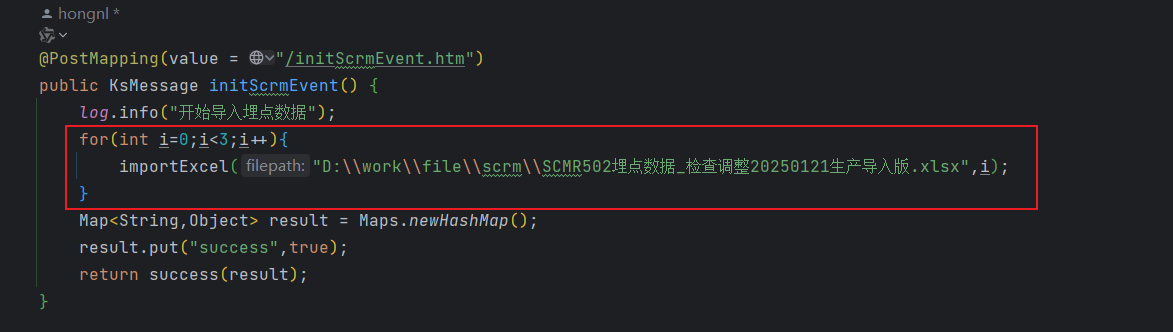 hongnl *
@PostMapping(value = "/initScrmEvent.htm")
public KsMessage initScrmEvent() {
log.info("开始导入埋点数据");
for(int i=0;i<3;i++){
importExcel( filepath: "D:\\work\\file\\scrm\\SCMR502埋点数据_检查调整20250121生产导入版.xlsx",i);
}
Map<String,Object> result = Maps.newHashMap();
result.put("success",true);
return success(result);
}